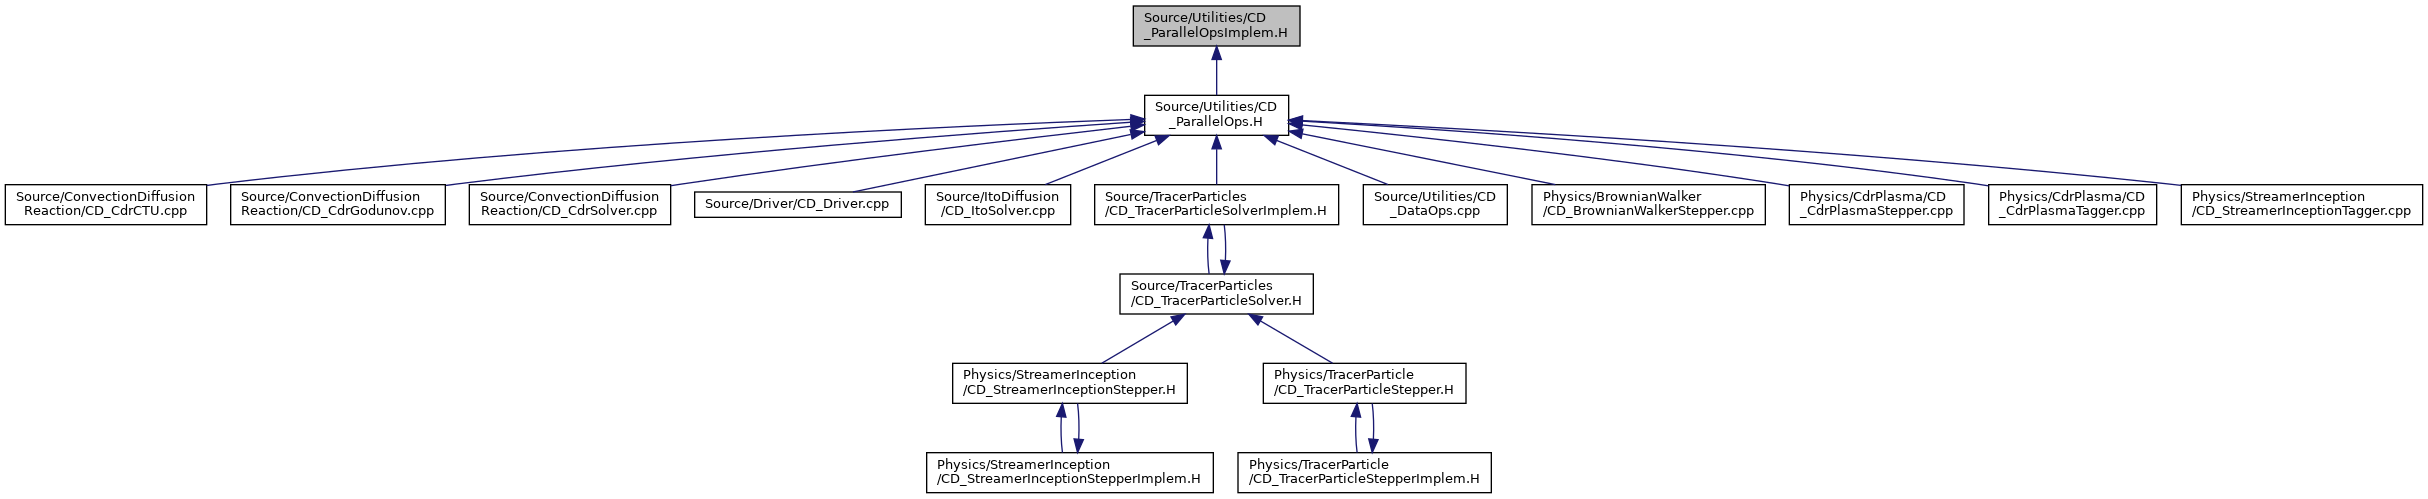 Source/Utilities/CD
_ParallelOpsImplem.H
Source/Utilities/CD
_ParallelOps.H
Source/ConvectionDiffusion
Reaction/CD_CdrCTU.cpp
Source/ConvectionDiffusion
Reaction/CD_CdrGodunov.cpp
Source/ConvectionDiffusion
Reaction/CD_CdrSolver.cpp
Source/Driver/CD_Driver.cpp
Source/ItoDiffusion
/CD_ItoSolver.cpp
Source/TracerParticles
/CD_TracerParticleSolverImplem.H
Source/Utilities/CD
_DataOps.cpp
Physics/BrownianWalker
/CD_BrownianWalkerStepper.cpp
Physics/CdrPlasma/CD
_CdrPlasmaStepper.cpp
Physics/CdrPlasma/CD
_CdrPlasmaTagger.cpp
Physics/StreamerInception
/CD_StreamerInceptionTagger.cpp
Source/TracerParticles
/CD_TracerParticleSolver.H
Physics/StreamerInception
/CD_StreamerInceptionStepper.H
Physics/TracerParticle
/CD_TracerParticleStepper.H
Physics/StreamerInception
/CD_StreamerInceptionStepperImplem.H
Physics/TracerParticle
/CD_TracerParticleStepperImplem.H